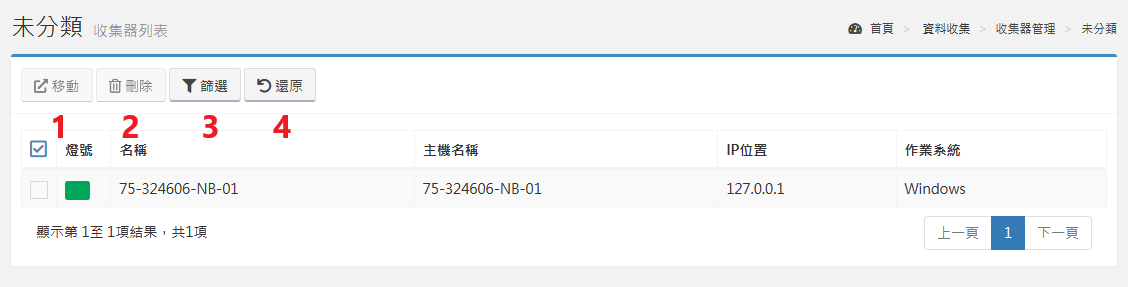 未分類 收集器列表
首頁 > 資料收集 > 收集器管理 > 未分類
移動 刪除 篩選 還原
1 2 3 4
燈號 名稱 主機名稱 IP位置 作業系統
75-324606-NB-01 75-324606-NB-01 127.0.0.1 Windows
顯示第 1至 1項結果，共1項
上一頁 1 下一頁